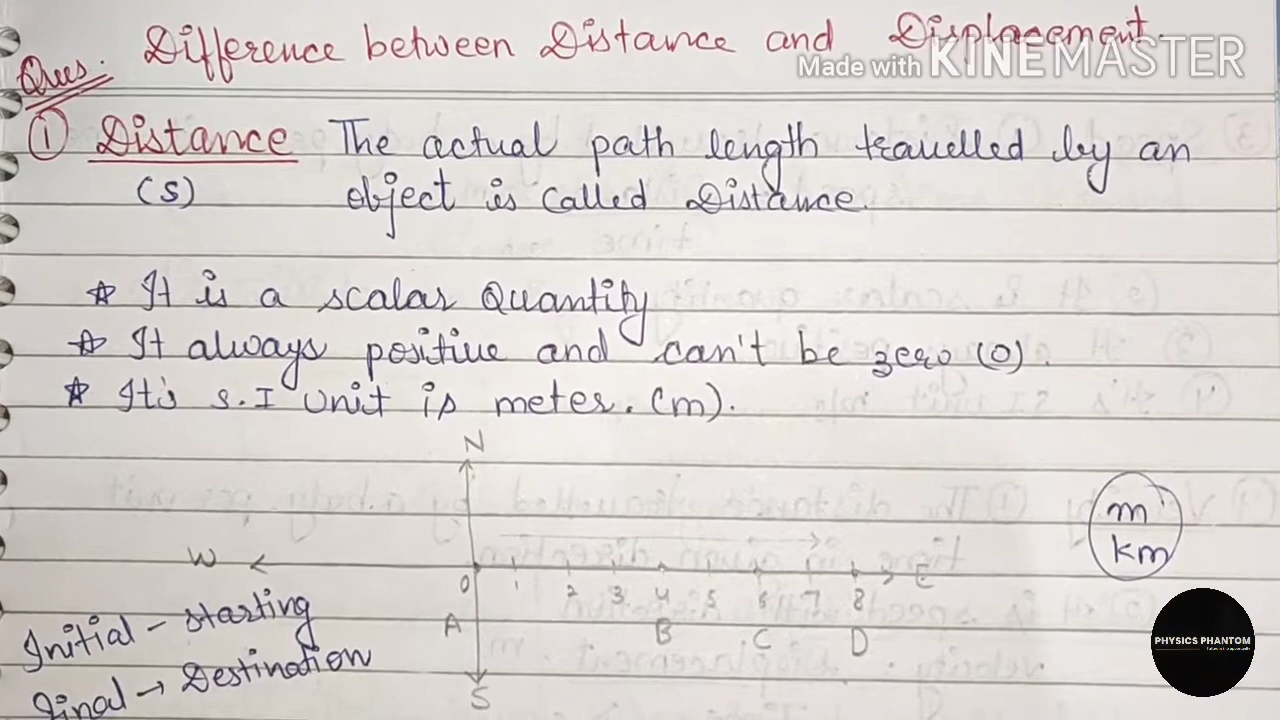 Ques. Difference between Distance and Displacement.
Made with KINEMASTER
① Distance The actual path length travelled by an
(S) object is called Distance.
☆ It is a scalar Quantity
☆ It always positive and can't be zero (0).
☆ It's S.I Unit is meter. (m).
N
m
km
W E
0 1 2 3 4 5 6 7 8
A B C D
Initial - Starting
Final → Destination
S
PHYSICS PHANTOM